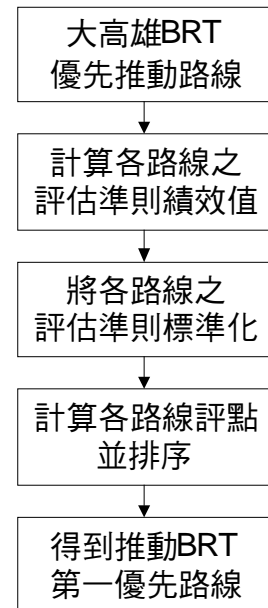 大高雄BRT
優先推動路線
計算各路線之
評估準則績效值
將各路線之
評估準則標準化
計算各路線評點
並排序
得到推動BRT
第一優先路線